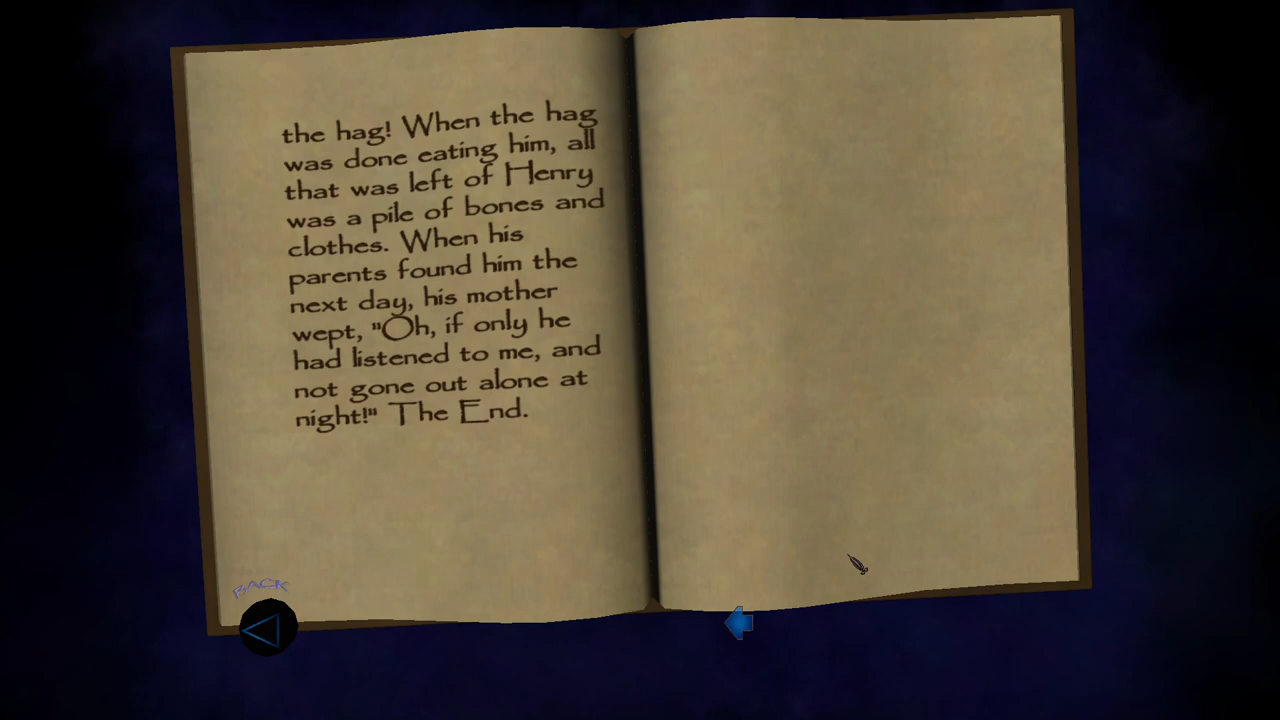 the hag! When the hag
was done eating him, all
that was left of Henry
was a pile of bones and
clothes. When his
parents found him the
next day, his mother
wept, "Oh, if only he
had listened to me, and
not gone out alone at
night!" The End.
BACK